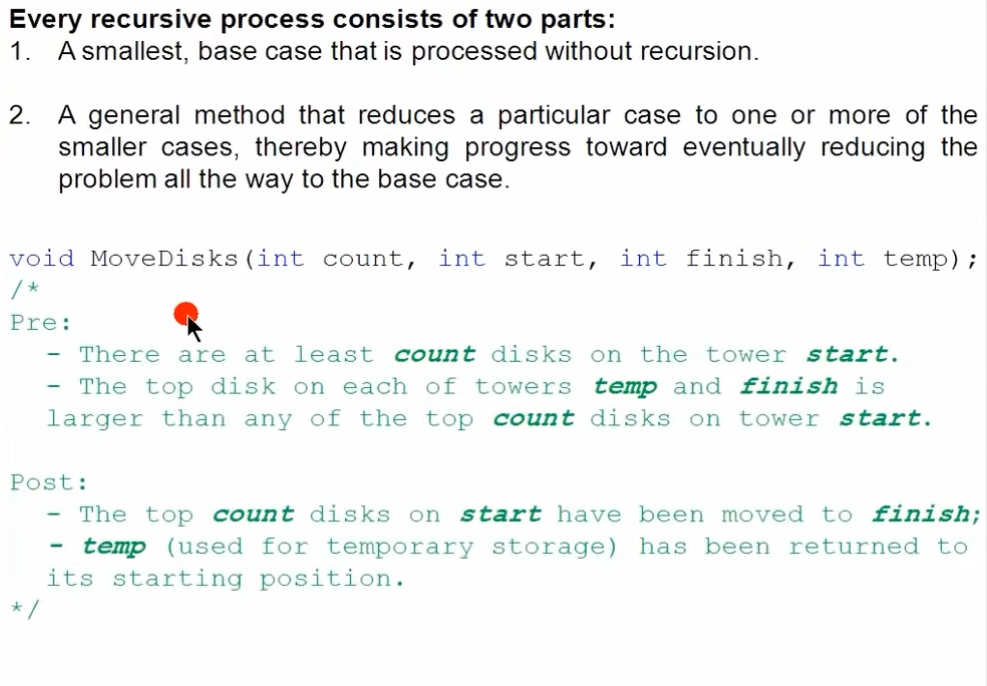 Every recursive process consists of two parts:
1. A smallest, base case that is processed without recursion.
2. A general method that reduces a particular case to one or more of the
smaller cases, thereby making progress toward eventually reducing the
problem all the way to the base case.
void MoveDisks(int count, int start, int finish, int temp);
/*
Pre:
- There are at least count disks on the tower start.
- The top disk on each of towers temp and finish is
larger than any of the top count disks on tower start.
Post:
- The top count disks on start have been moved to finish;
- temp (used for temporary storage) has been returned to
its starting position.
*/